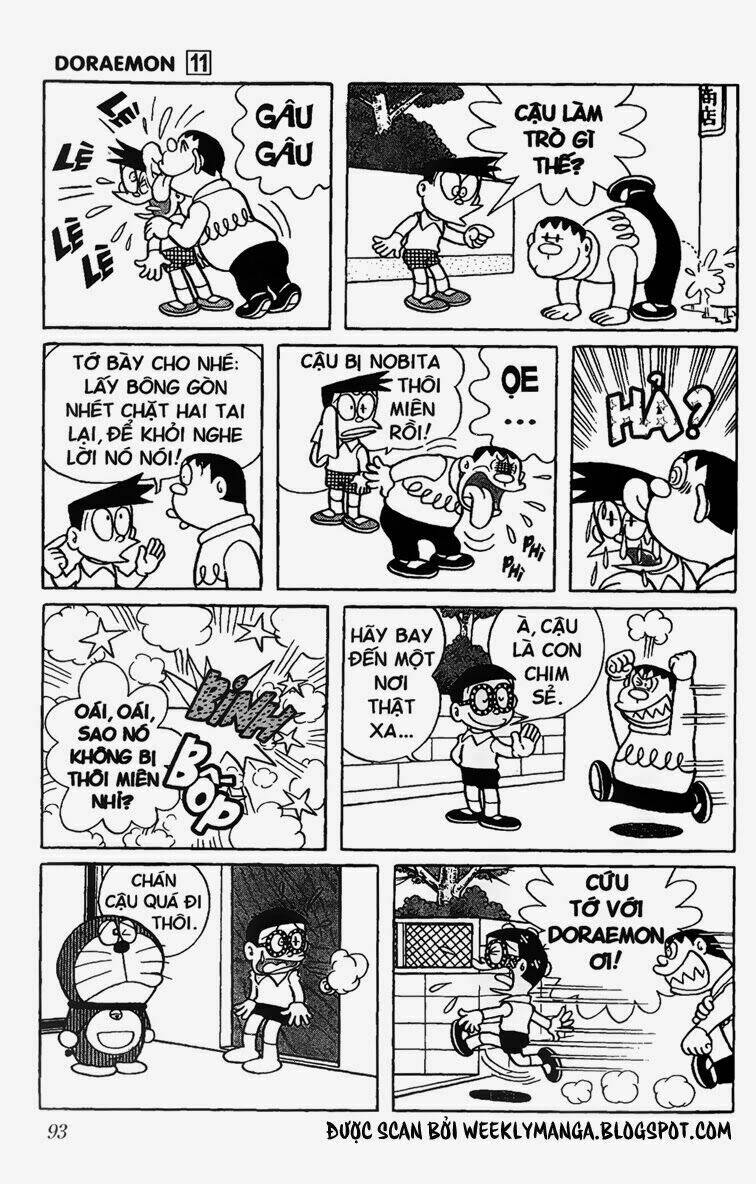 DORAEMON 11
CẬU LÀM
TRÒ GÌ
THẾ?
商店
GÂU
GÂU
LÈ
LÈ
LÈ
HẢ?
ỌE
...
PHÌ
PHÌ
CẬU BỊ NOBITA
THÔI
MIÊN
RỒI!
TỚ BÀY CHO NHÉ:
LẤY BÔNG GÒN
NHÉT CHẶT HAI TAI
LẠI, ĐỂ KHỎI NGHE
LỜI NÓ NÓI!
À, CẬU
LÀ CON
CHIM
SẺ.
HÃY BAY
ĐẾN MỘT
NƠI
THẬT
XA...
BINH
BỐP
OÁI, OÁI,
SAO NÓ
KHÔNG BỊ
THÔI MIÊN
NHỈ?
CỨU
TỚ VỚI
DORAEMON
ƠI!
CHÁN
CẬU QUÁ ĐI
THÔI.
93
ĐƯỢC SCAN BỞI WEEKLYMANGA.BLOGSPOT.COM